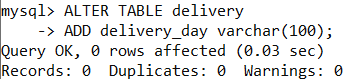 mysql> ALTER TABLE delivery
    -> ADD delivery_day varchar(100);
Query OK, 0 rows affected (0.03 sec)
Records: 0  Duplicates: 0  Warnings: 0